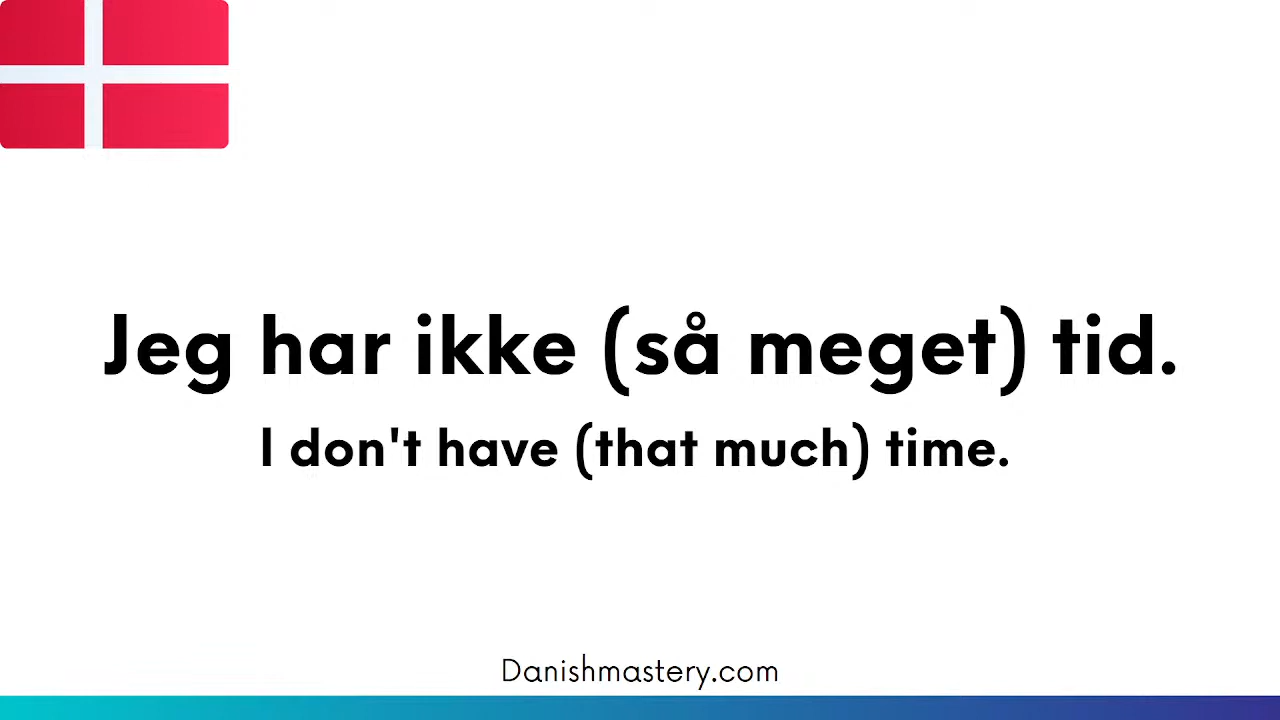 Jeg har ikke (så meget) tid.
I don't have (that much) time.
Danishmastery.com